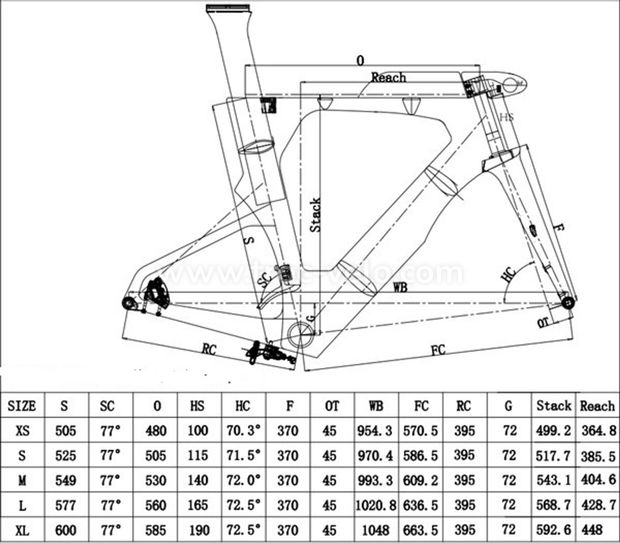 O
Reach
HS
Stack
S
F
SC
HC
WB
G
OT
RC
FC
SIZE S SC O HS HC F OT WB FC RC G Stack Reach
XS 505 77° 480 100 70.3° 370 45 954.3 570.5 395 72 499.2 364.8
S 525 77° 505 115 71.5° 370 45 970.4 586.5 395 72 517.7 385.5
M 549 77° 530 140 72.0° 370 45 993.3 609.2 395 72 543.1 404.6
L 577 77° 560 165 72.5° 370 45 1020.8 636.5 395 72 568.7 428.7
XL 600 77° 585 190 72.5° 370 45 1048 663.5 395 72 592.6 448